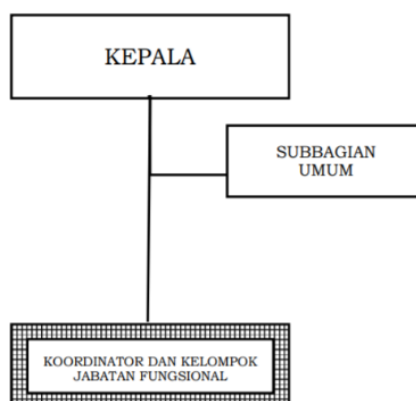 KEPALA
SUBBAGIAN
UMUM
KOORDINATOR DAN KELOMPOK
JABATAN FUNGSIONAL